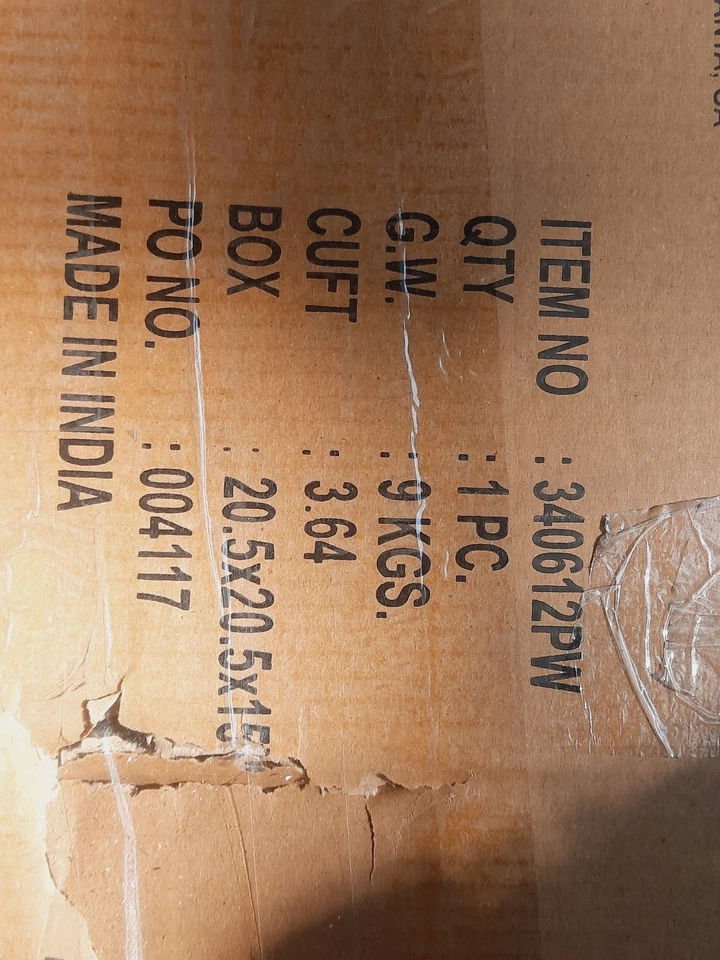 ITEM NO : 340612PW
QTY : 1 PC.
G.W. : 9 KGS.
CUFT : 3.64
BOX : 20.5x20.5x15
PO NO. : 004117
MADE IN INDIA